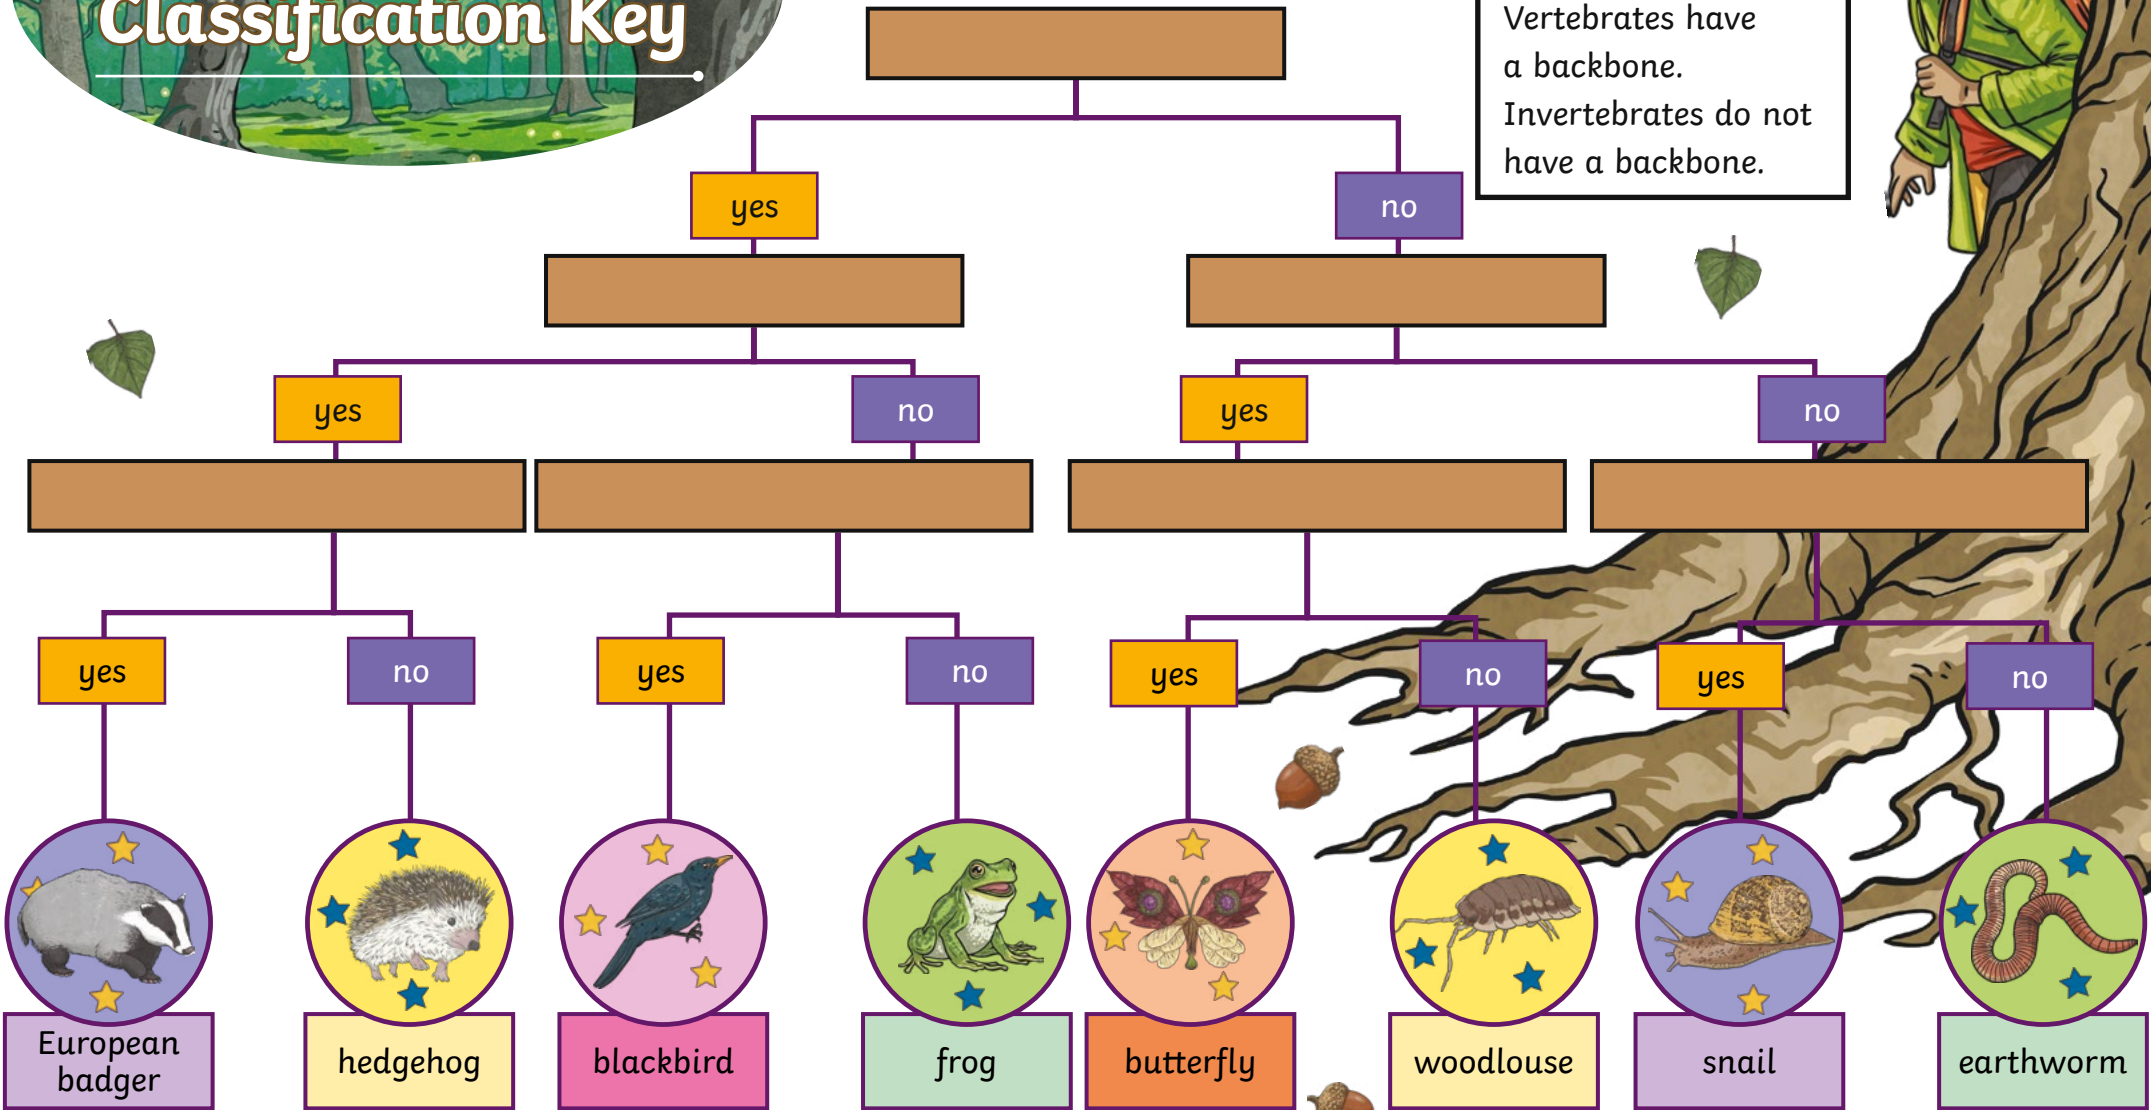 Classification Key
Vertebrates have
a backbone.
Invertebrates do not
have a backbone.
yes
no
yes
no
yes
no
yes
no
yes
no
yes
no
yes
no
European
badger
hedgehog
blackbird
frog
butterfly
woodlouse
snail
earthworm